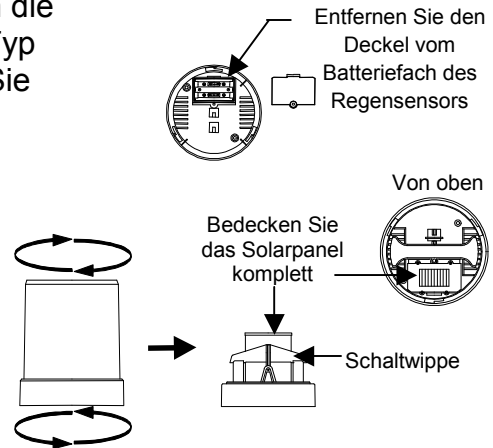 die
Typ
Sie
Entfernen Sie den
Deckel vom
Batteriefach des
Regensensors
Von oben
Bedecken Sie
das Solarpanel
komplett
Schaltwippe